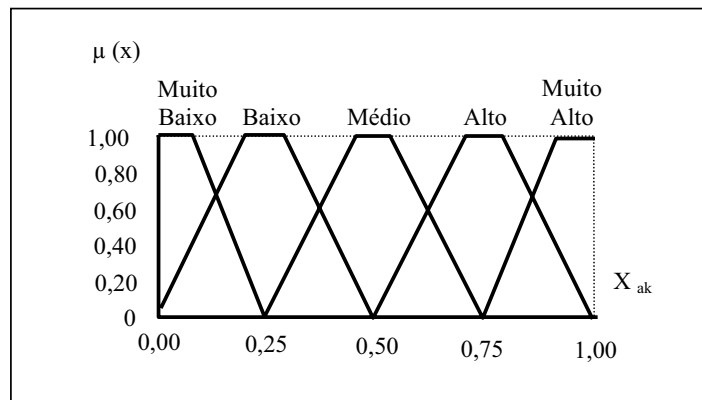 µ (x)
Muito Muito
Baixo Baixo Médio Alto Alto
1,00
0,80
0,60
0,40
0,20
0
X ak
0,00 0,25 0,50 0,75 1,00